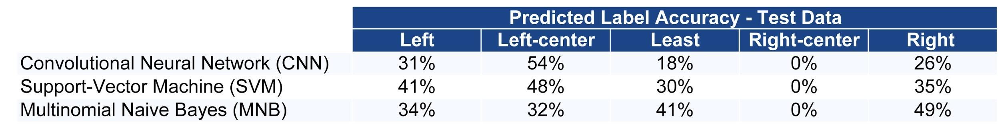 Predicted Label Accuracy - Test Data
Left Left-center Least Right-center Right
Convolutional Neural Network (CNN) 31% 54% 18% 0% 26%
Support-Vector Machine (SVM) 41% 48% 30% 0% 35%
Multinomial Naive Bayes (MNB) 34% 32% 41% 0% 49%